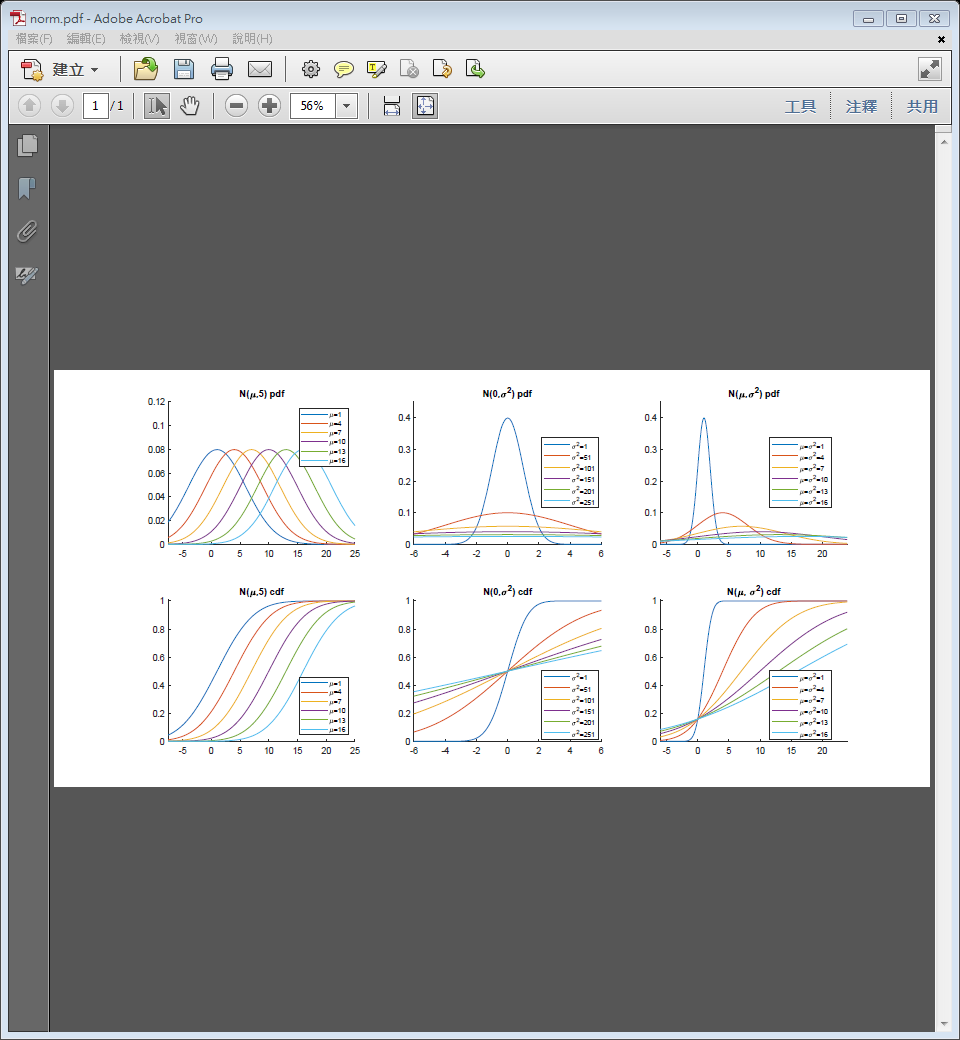 norm.pdf - Adobe Acrobat Pro
檔案(F) 編輯(E) 檢視(V) 視窗(W) 說明(H)
建立
1 / 1 56% 工具 注釋 共用
N(μ,5) pdf
0.12
0.1
0.08
0.06
0.04
0.02
0
-5 0 5 10 15 20 25
μ=1
μ=4
μ=7
μ=10
μ=13
μ=16
N(0,σ²) pdf
0.4
0.3
0.2
0.1
0
-6 -4 -2 0 2 4 6
σ²=1
σ²=51
σ²=101
σ²=151
σ²=201
σ²=251
N(μ,σ²) pdf
0.4
0.3
0.2
0.1
0
-5 0 5 10 15 20
μ=σ²=1
μ=σ²=4
μ=σ²=7
μ=σ²=10
μ=σ²=13
μ=σ²=16
N(μ,5) cdf
1
0.8
0.6
0.4
0.2
0
-5 0 5 10 15 20 25
μ=1
μ=4
μ=7
μ=10
μ=13
μ=16
N(0,σ²) cdf
1
0.8
0.6
0.4
0.2
0
-6 -4 -2 0 2 4 6
σ²=1
σ²=51
σ²=101
σ²=151
σ²=201
σ²=251
N(μ, σ²) cdf
1
0.8
0.6
0.4
0.2
0
-5 0 5 10 15 20
μ=σ²=1
μ=σ²=4
μ=σ²=7
μ=σ²=10
μ=σ²=13
μ=σ²=16